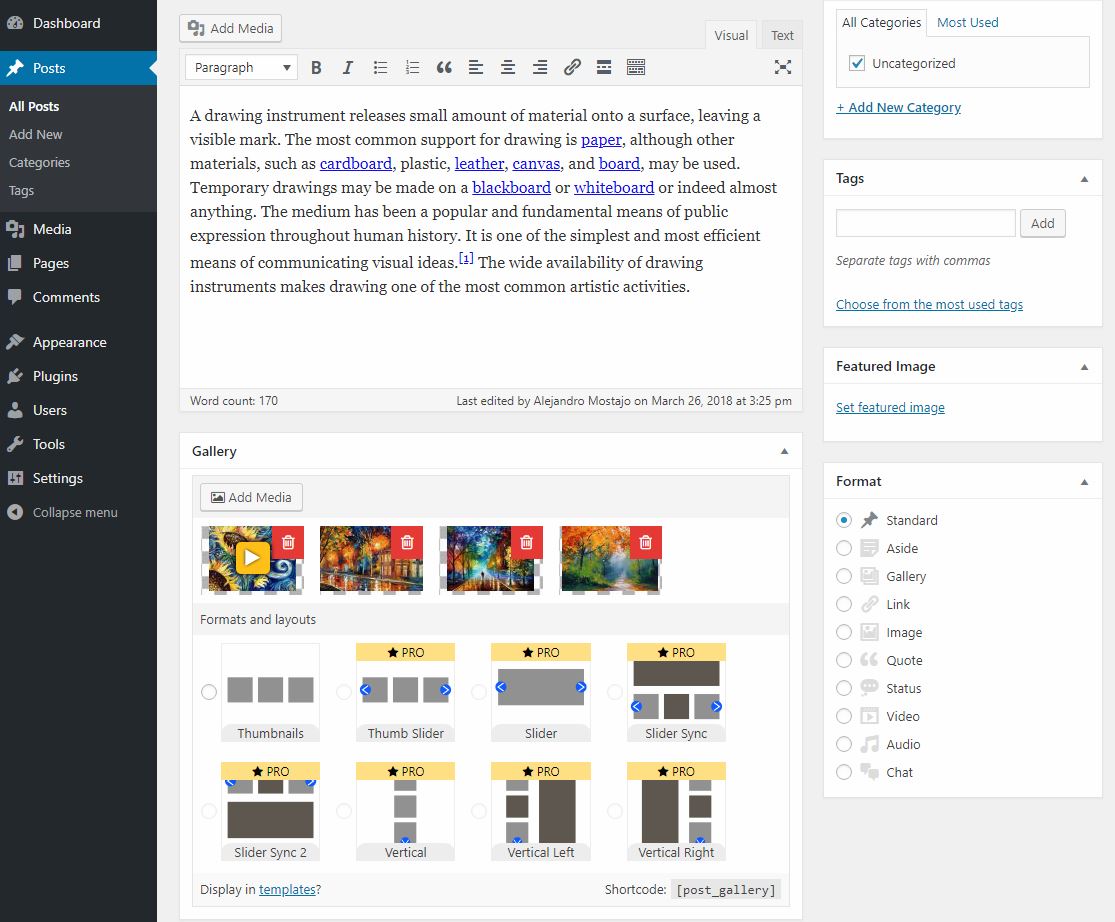 Dashboard
Posts
All Posts
Add New
Categories
Tags
Media
Pages
Comments
Appearance
Plugins
Users
Tools
Settings
Collapse menu
Add Media
Visual
Text
Paragraph
B I
A drawing instrument releases small amount of material onto a surface, leaving a
visible mark. The most common support for drawing is paper, although other
materials, such as cardboard, plastic, leather, canvas, and board, may be used.
Temporary drawings may be made on a blackboard or whiteboard or indeed almost
anything. The medium has been a popular and fundamental means of public
expression throughout human history. It is one of the simplest and most efficient
means of communicating visual ideas.[1] The wide availability of drawing
instruments makes drawing one of the most common artistic activities.
Word count: 170
Last edited by Alejandro Mostajo on March 26, 2018 at 3:25 pm
Gallery
Add Media
Formats and layouts
Thumbnails
PRO
Thumb Slider
PRO
Slider
PRO
Slider Sync
PRO
Slider Sync 2
PRO
Vertical
PRO
Vertical Left
PRO
Vertical Right
Display in templates?
Shortcode: [post_gallery]
All Categories
Most Used
Uncategorized
+ Add New Category
Tags
Add
Separate tags with commas
Choose from the most used tags
Featured Image
Set featured image
Format
Standard
Aside
Gallery
Link
Image
Quote
Status
Video
Audio
Chat